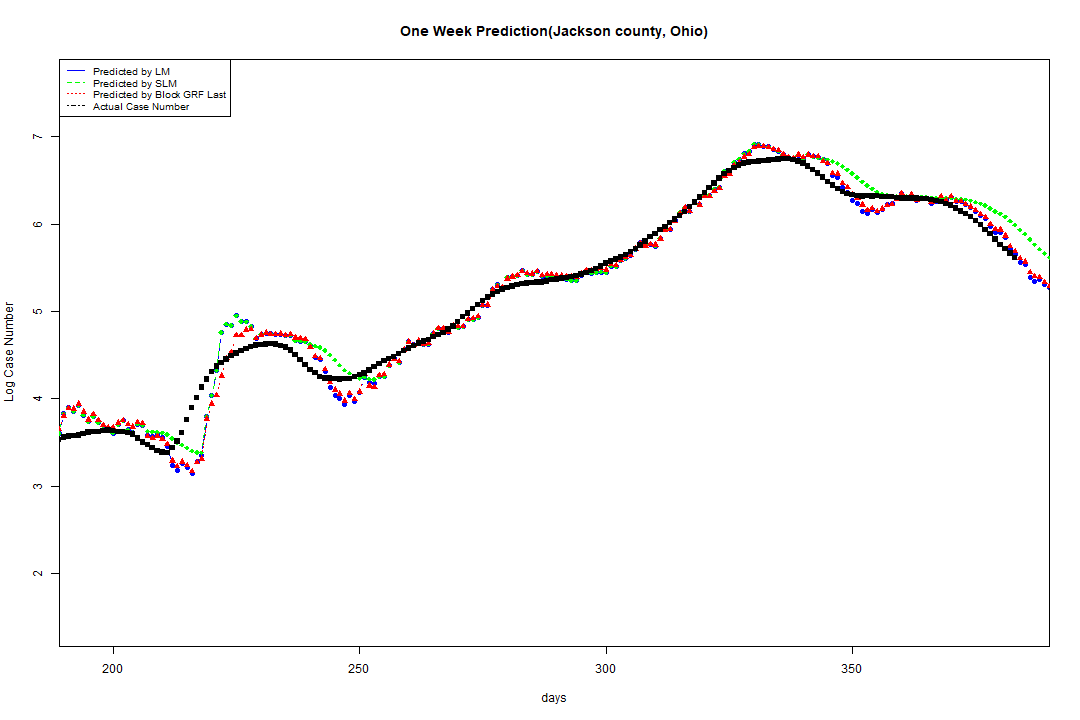 One Week Prediction(Jackson county, Ohio)
Predicted by LM
Predicted by SLM
Predicted by Block GRF Last
Actual Case Number
7
6
5
4
3
2
Log Case Number
200 250 300 350
days